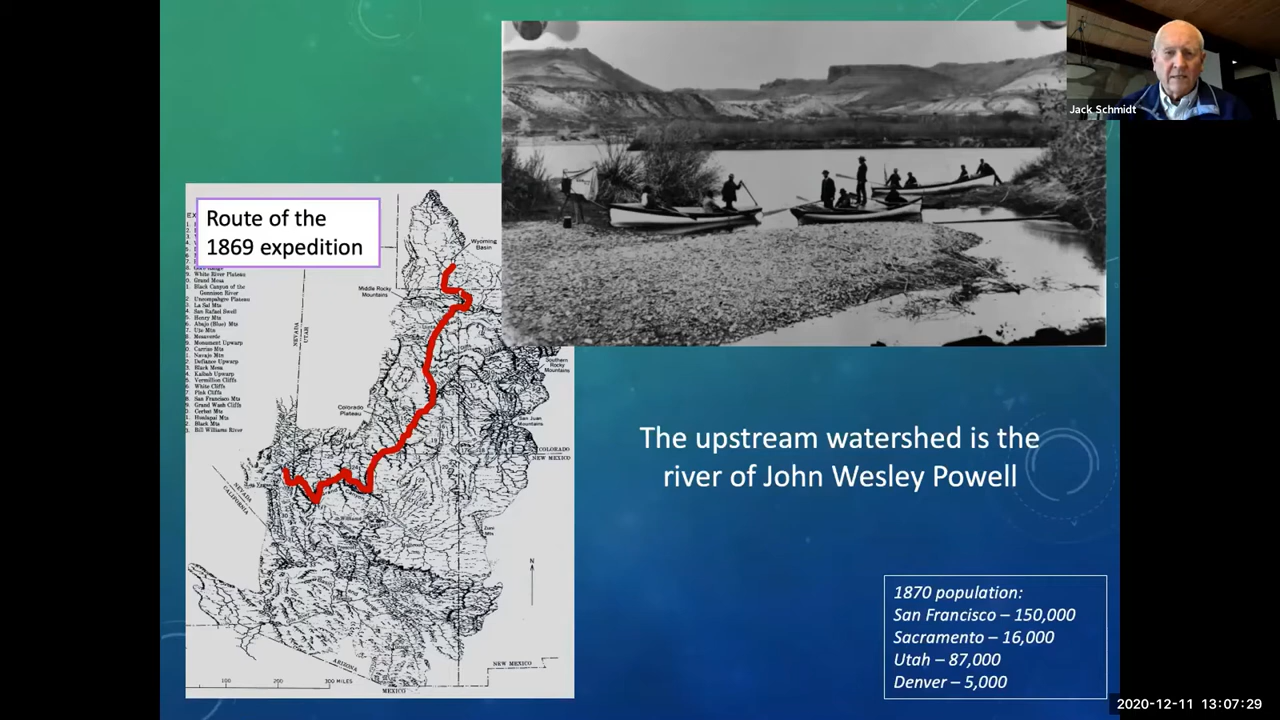 Jack Schmidt
Route of the
1869 expedition
White River Plateau
Grand Mesa
Black Canyon of the
Gunnison River
Uncompahgre Plateau
La Sal Mts
San Rafael Swell
Henry Mts
Abajo (Blue) Mts
Ute Mtn
Mesaverde
Monument Upwarp
Carrizo Mts
Navajo Mtn
Defiance Upwarp
Black Mesa
Kaibab Upwarp
Vermilion Cliffs
White Cliffs
Pink Cliffs
San Francisco Mts
Grand Wash Cliffs
Cerbat Mts
Hualapai Mts
Black Mts
Bill Williams River
Wyoming
Basin
Middle Rocky
Mountains
NEVADA
UTAH
Southern
Rocky
Mountains
Colorado
Plateau
San Juan
Mountains
COLORADO
NEW MEXICO
NEVADA
CALIFORNIA
Zuni
Mts
N
ARIZONA
NEW MEXICO
MEXICO
100 200 300 MILES
The upstream watershed is the
river of John Wesley Powell
1870 population:
San Francisco – 150,000
Sacramento – 16,000
Utah – 87,000
Denver – 5,000
2020-12-11 13:07:29